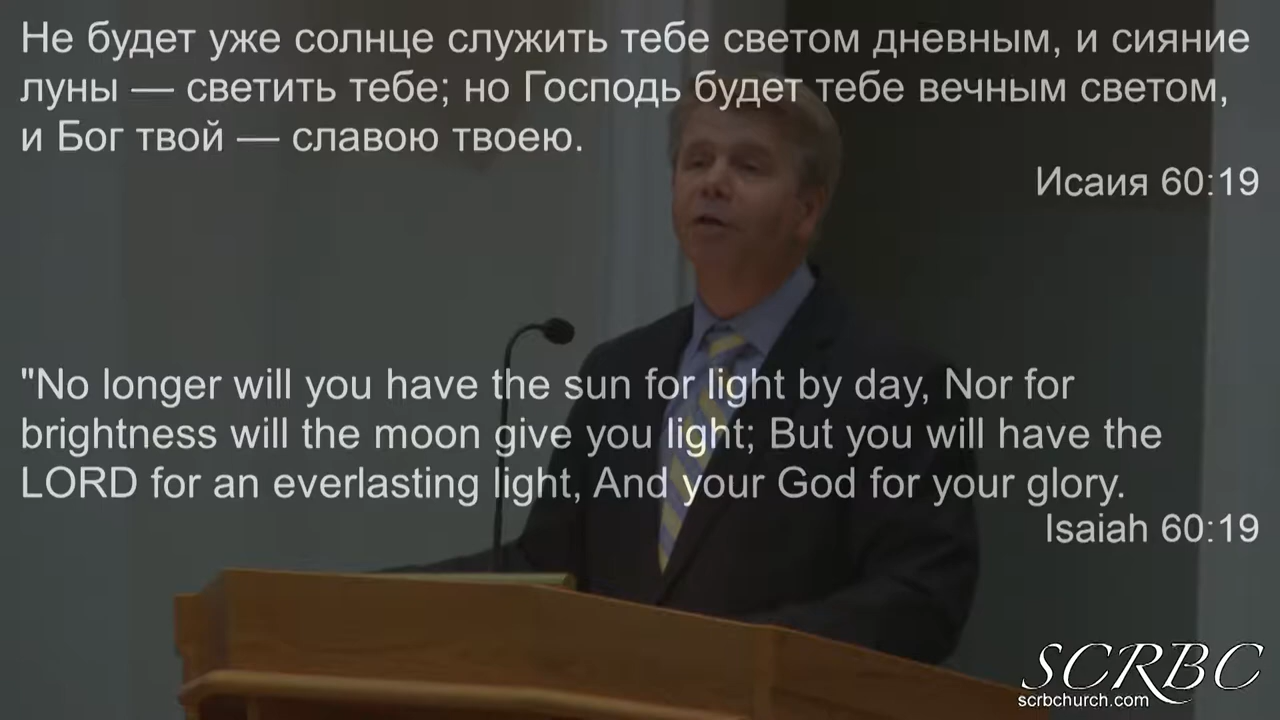 Не будет уже солнце служить тебе светом дневным, и сияние
луны — светить тебе; но Господь будет тебе вечным светом,
и Бог твой — славою твоею.
Исаия 60:19
"No longer will you have the sun for light by day, Nor for
brightness will the moon give you light; But you will have the
LORD for an everlasting light, And your God for your glory.
Isaiah 60:19
SCRBC
scrbchurch.com